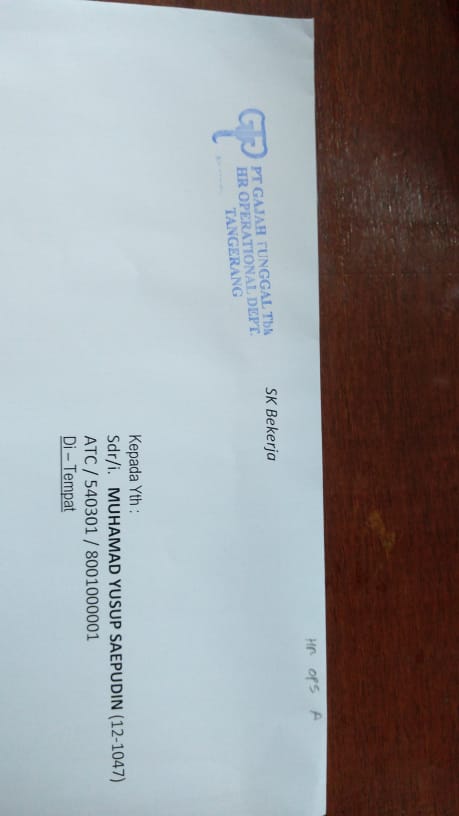 PT GAJAH TUNGGAL Tbk
HR OPERATIONAL DEPT.
TANGERANG
SK Bekerja
Hr ops A
Kepada Yth :
Sdr/i. MUHAMAD YUSUP SAEPUDIN (12-1047)
ATC / 540301 / 8001000001
Di – Tempat